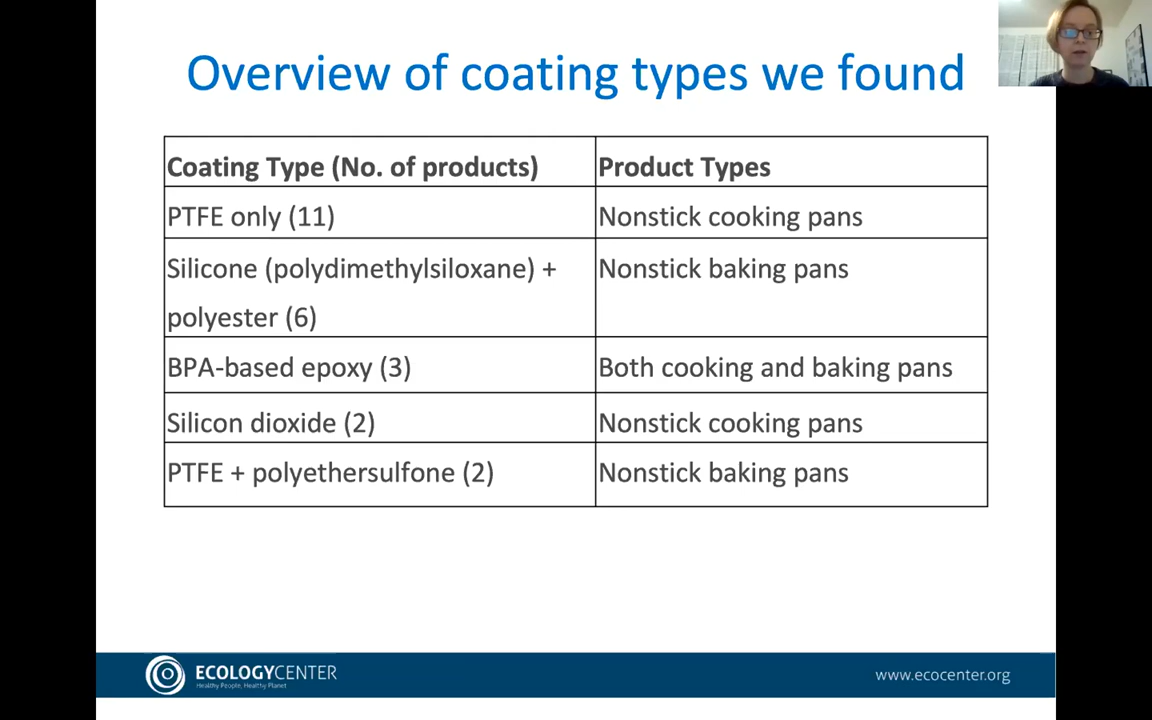 Overview of coating types we found
Coating Type (No. of products) Product Types
PTFE only (11) Nonstick cooking pans
Silicone (polydimethylsiloxane) + Nonstick baking pans
polyester (6)
BPA-based epoxy (3) Both cooking and baking pans
Silicon dioxide (2) Nonstick cooking pans
PTFE + polyethersulfone (2) Nonstick baking pans
ECOLOGYCENTER
Healthy People, Healthy Planet
www.ecocenter.org